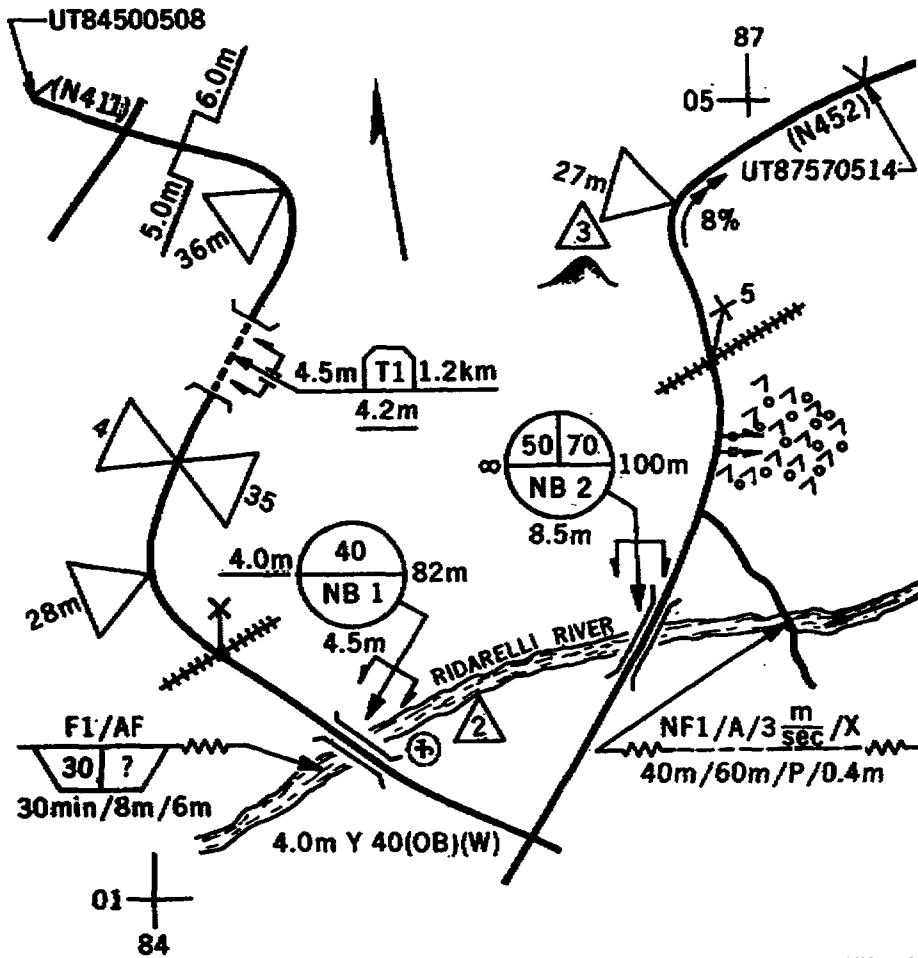 UT84500508
(N411)
6.0m
5.0m
87
05
(N452)
UT87570514
27m
36m
3
8%
5
4.5m T1 1.2km
4.2m
4
35
50 70
∞ 100m
NB 2
8.5m
40
4.0m 82m
NB 1
4.5m
28m
RIDARELLI RIVER
2
F1/AF
30 ?
30min/8m/6m
NF1/A/3 m/sec /X
40m/60m/P/0.4m
4.0m Y 40(OB)(W)
01
84